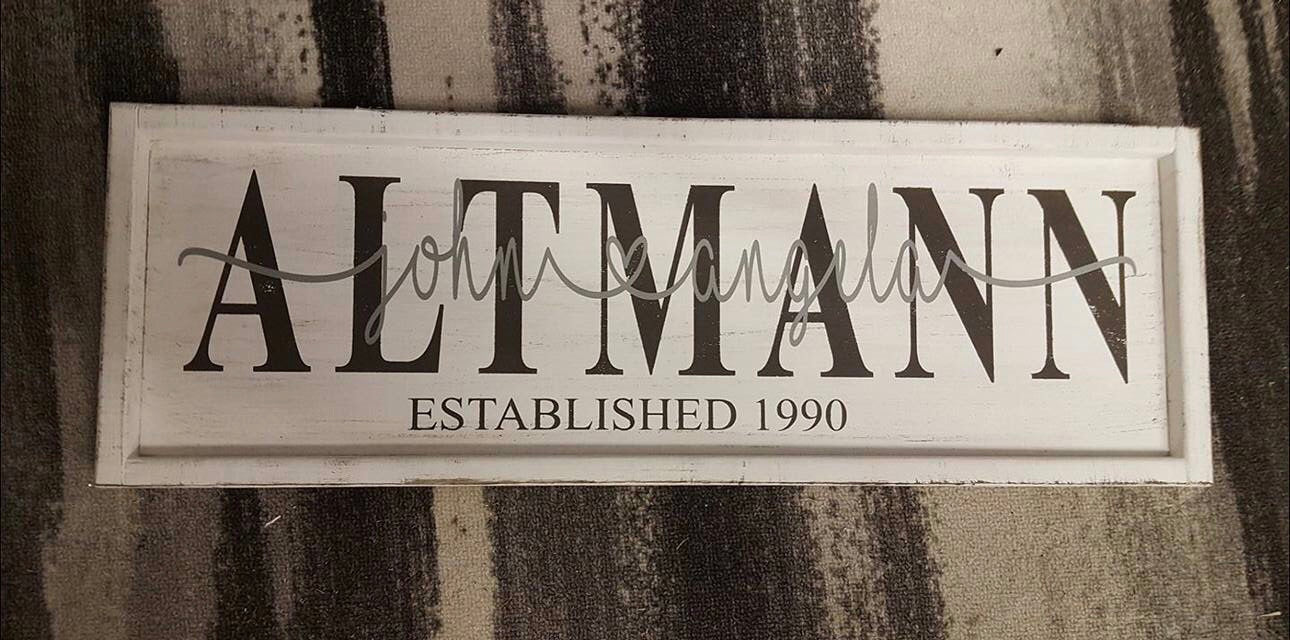 ALTMANN
john ♡ angela
ESTABLISHED 1990